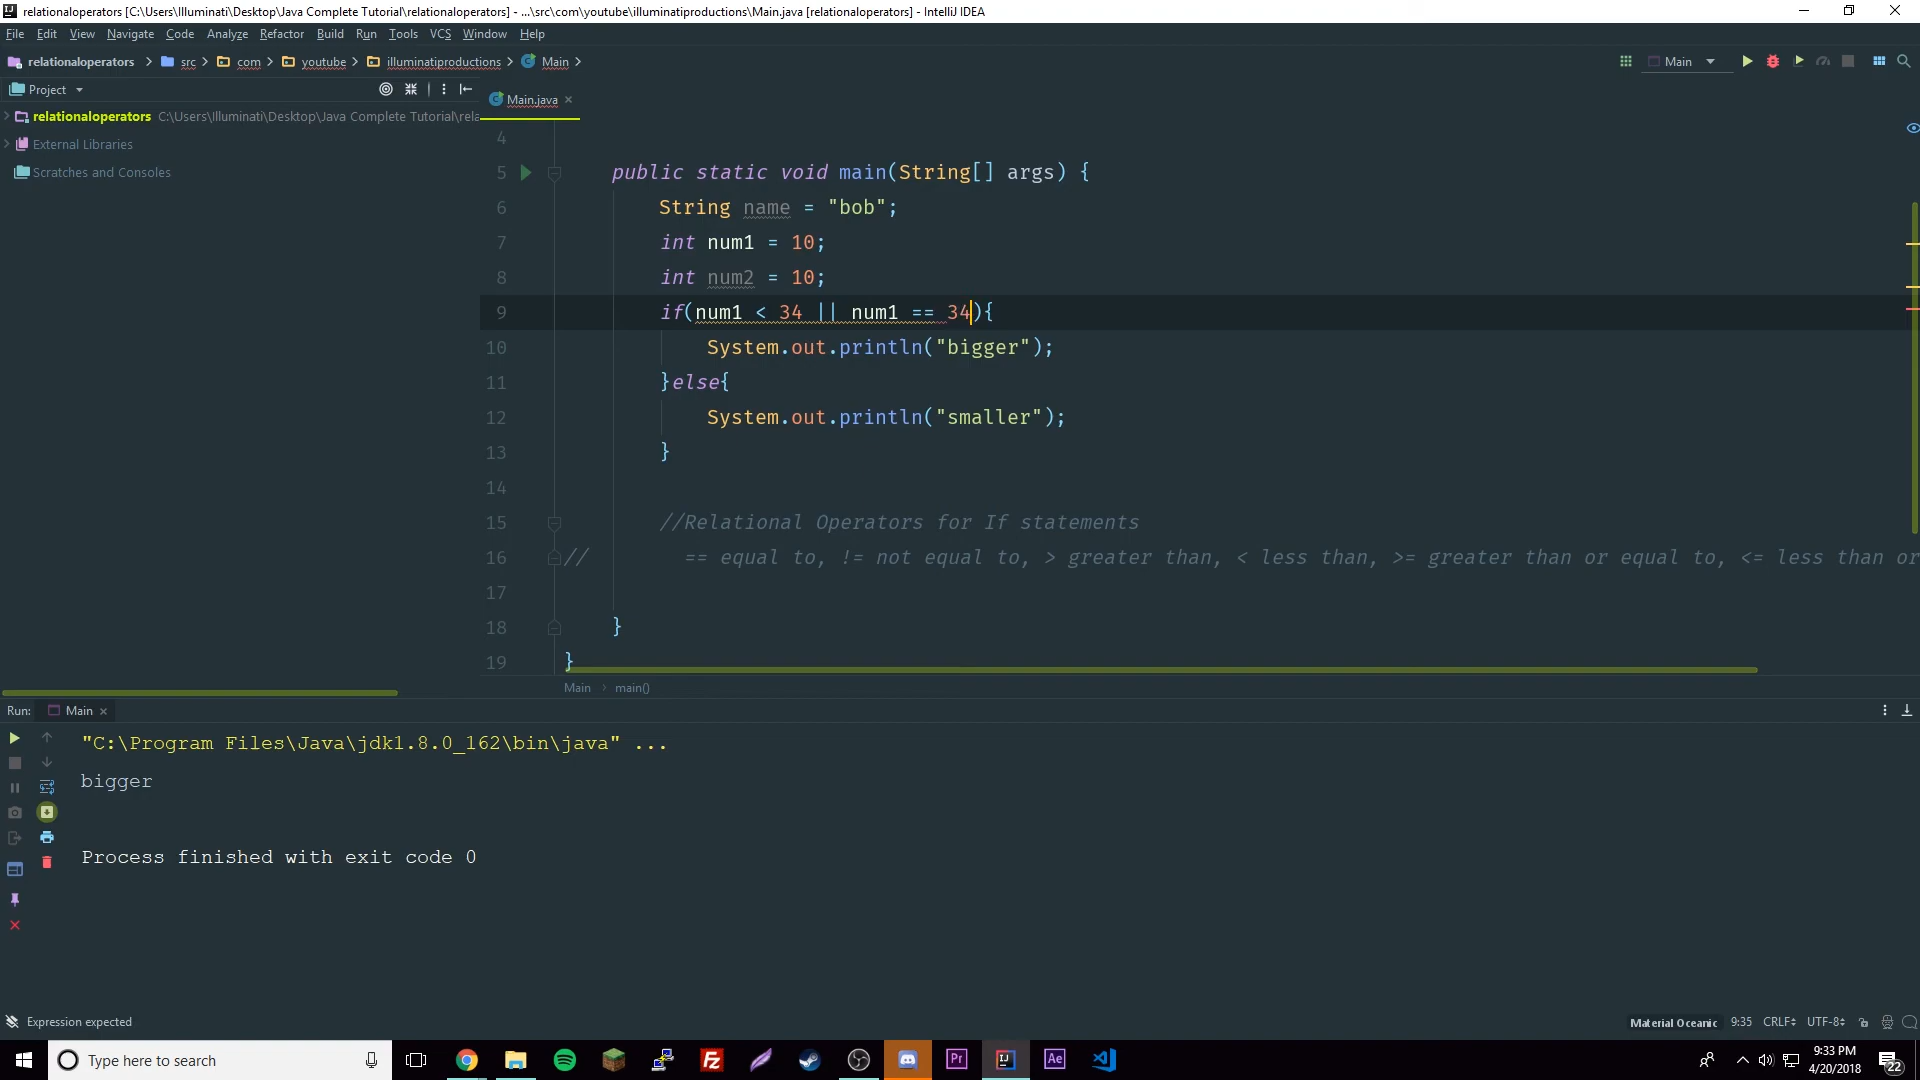 relationaloperators [C:\Users\Illuminati\Desktop\Java Complete Tutorial\relationaloperators] - ...\src\com\youtube\illuminatiproductions\Main.java [relationaloperators] - IntelliJ IDEA
File Edit View Navigate Code Analyze Refactor Build Run Tools VCS Window Help
relationaloperators src com youtube illuminatiproductions Main
Main
Project
Main.java
relationaloperators C:\Users\Illuminati\Desktop\Java Complete Tutorial\rela
External Libraries
Scratches and Consoles
4
5 public static void main(String[] args) {
6 String name = "bob";
7 int num1 = 10;
8 int num2 = 10;
9 if(num1 < 34 || num1 == 34){
10 System.out.println("bigger");
11 }else{
12 System.out.println("smaller");
13 }
14
15 //Relational Operators for If statements
16 // == equal to, != not equal to, > greater than, < less than, >= greater than or equal to, <= less than or
17
18 }
19 }
Main main()
Run: Main
"C:\Program Files\Java\jdk1.8.0_162\bin\java" ...
bigger
Process finished with exit code 0
Expression expected
Material Oceanic 9:35 CRLF UTF-8
Type here to search
Pr
Ae
9:33 PM
4/20/2018
22